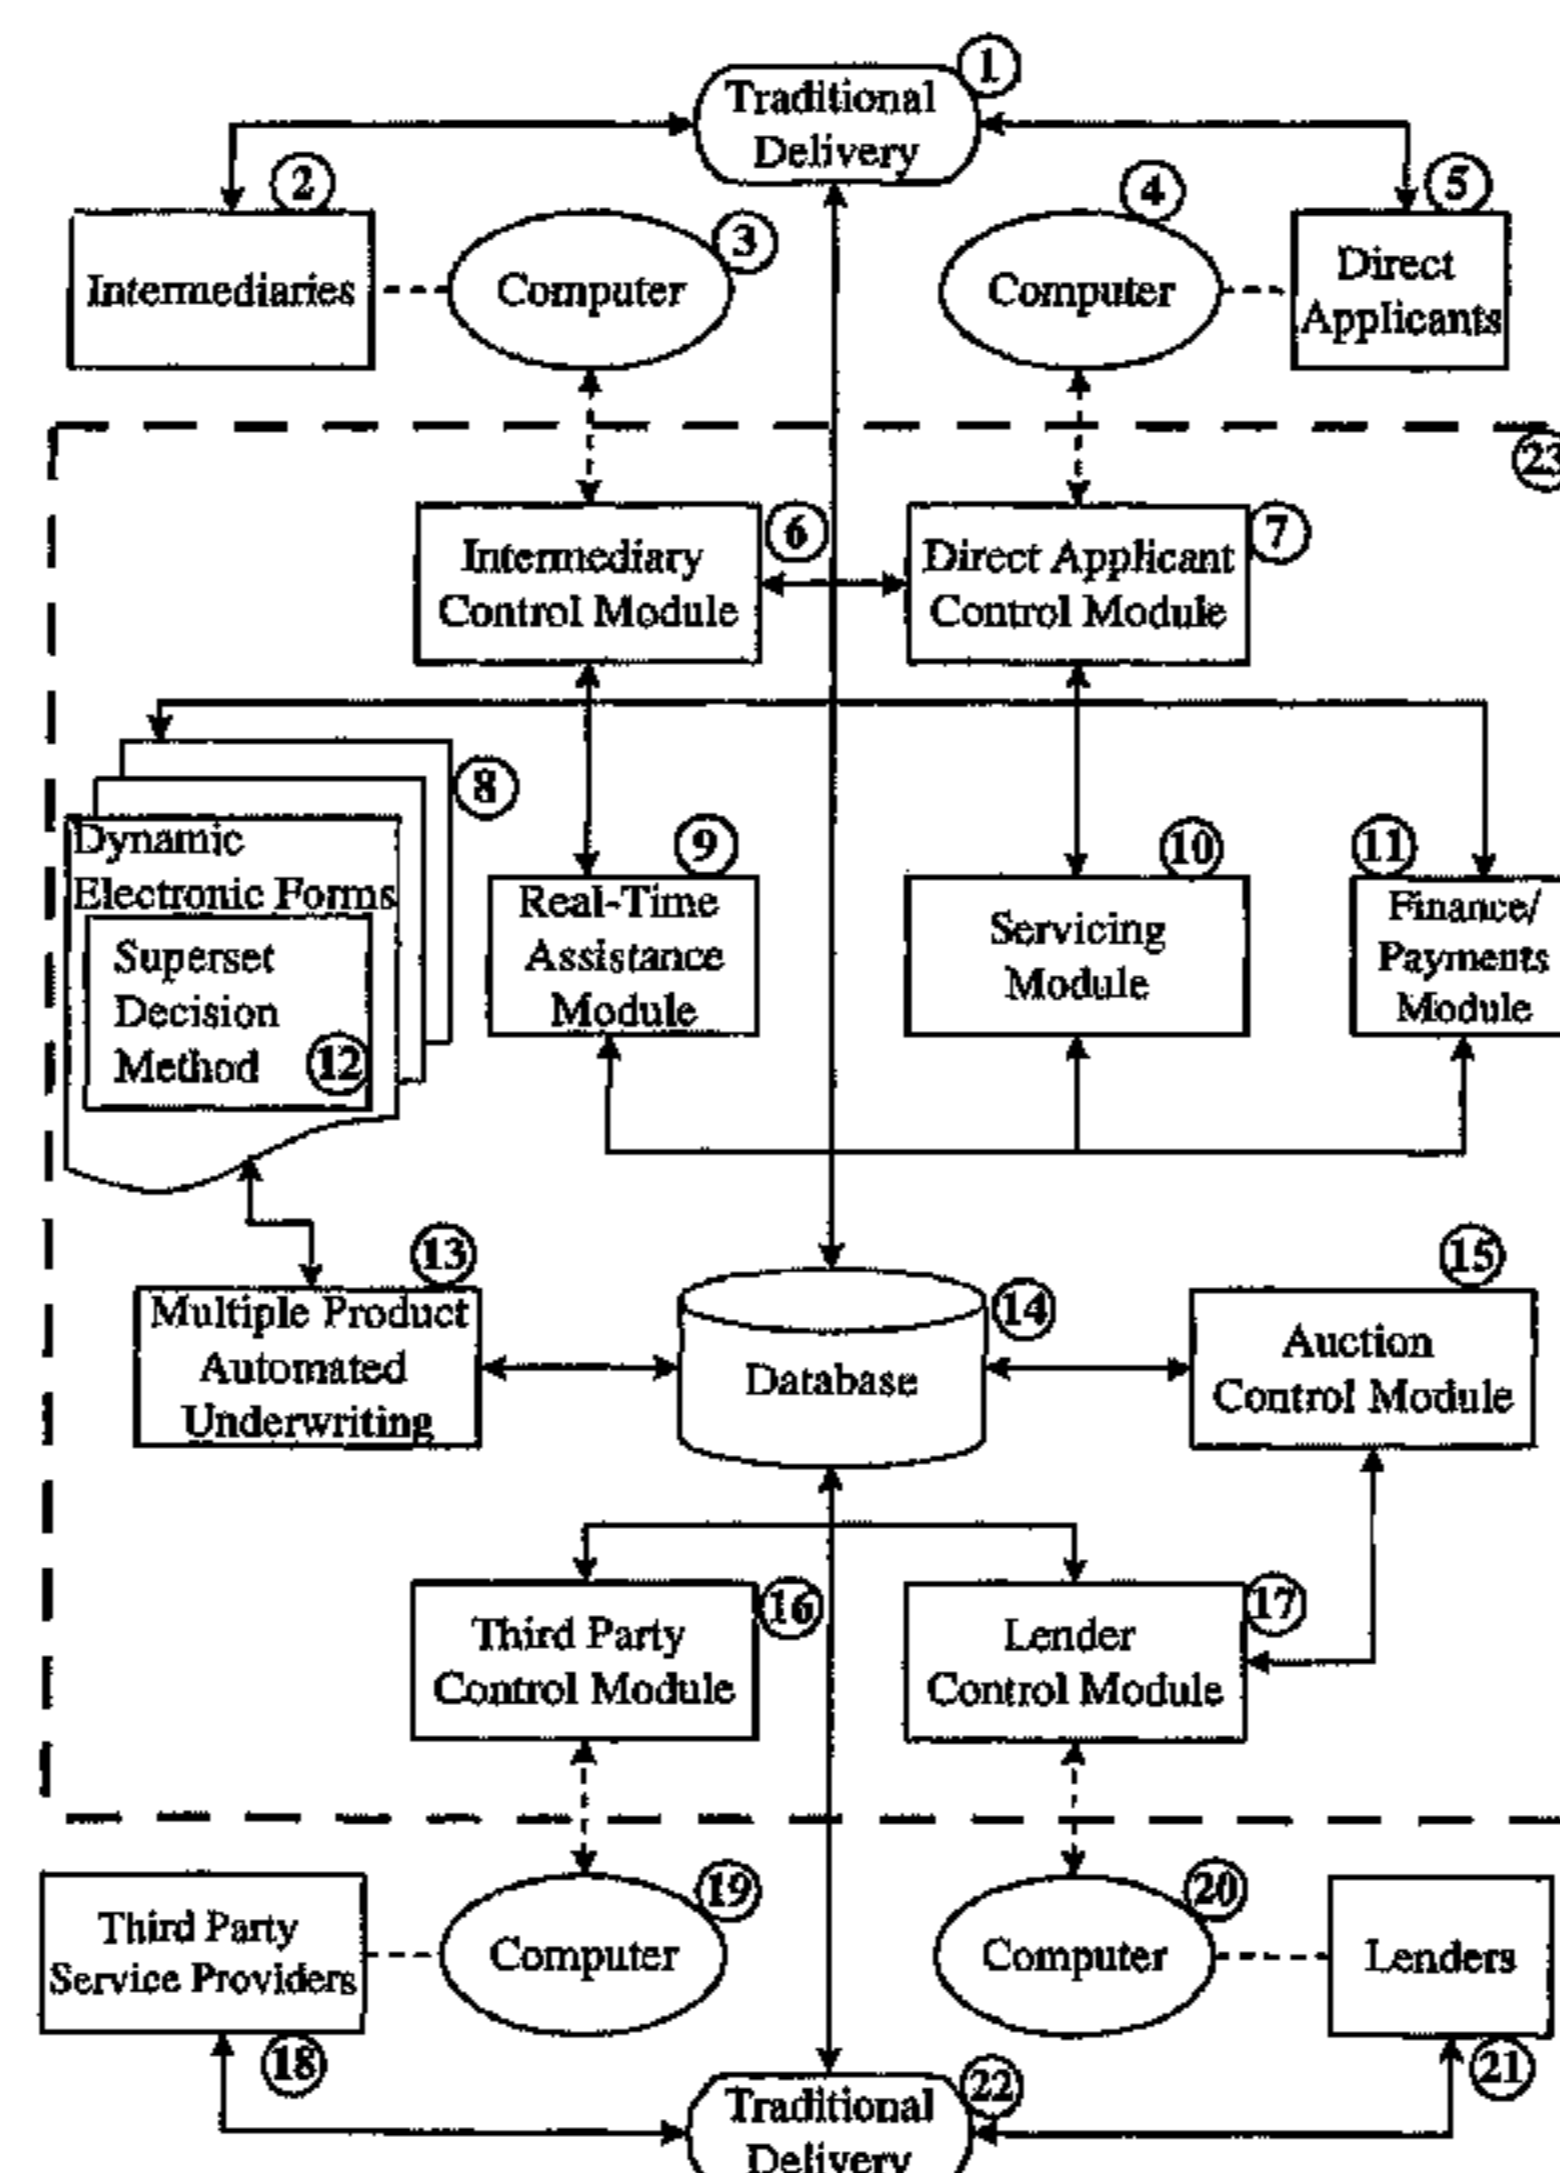 1
Traditional
Delivery
2
Intermediaries
3
Computer
4
Computer
5
Direct
Applicants
23
6
Intermediary
Control Module
7
Direct Applicant
Control Module
8
Dynamic
Electronic Forms
Superset
Decision
Method
12
9
Real-Time
Assistance
Module
10
Servicing
Module
11
Finance/
Payments
Module
13
Multiple Product
Automated
Underwriting
14
Database
15
Auction
Control Module
16
Third Party
Control Module
17
Lender
Control Module
Third Party
Service Providers
18
19
Computer
20
Computer
Lenders
21
22
Traditional
Delivery